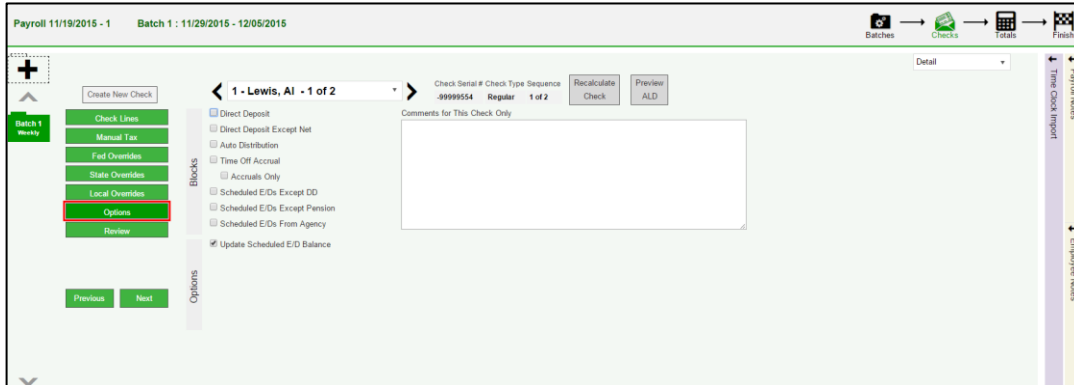 Payroll 11/19/2015 - 1 Batch 1 : 11/29/2015 - 12/05/2015
Batches
Checks
Totals
Finish
Detail
Create New Check
1 - Lewis, Al - 1 of 2
Check Serial # Check Type Sequence
-99999554 Regular 1 of 2
Recalculate
Check
Preview
ALD
Batch 1
Weekly
Check Lines
Manual Tax
Fed Overrides
State Overrides
Local Overrides
Options
Review
Previous
Next
Blocks
Direct Deposit
Direct Deposit Except Net
Auto Distribution
Time Off Accrual
Accruals Only
Scheduled E/Ds Except DD
Scheduled E/Ds Except Pension
Scheduled E/Ds From Agency
Options
Update Scheduled E/D Balance
Comments for This Check Only
Time Clock Import
Payroll Notes
Employee Notes